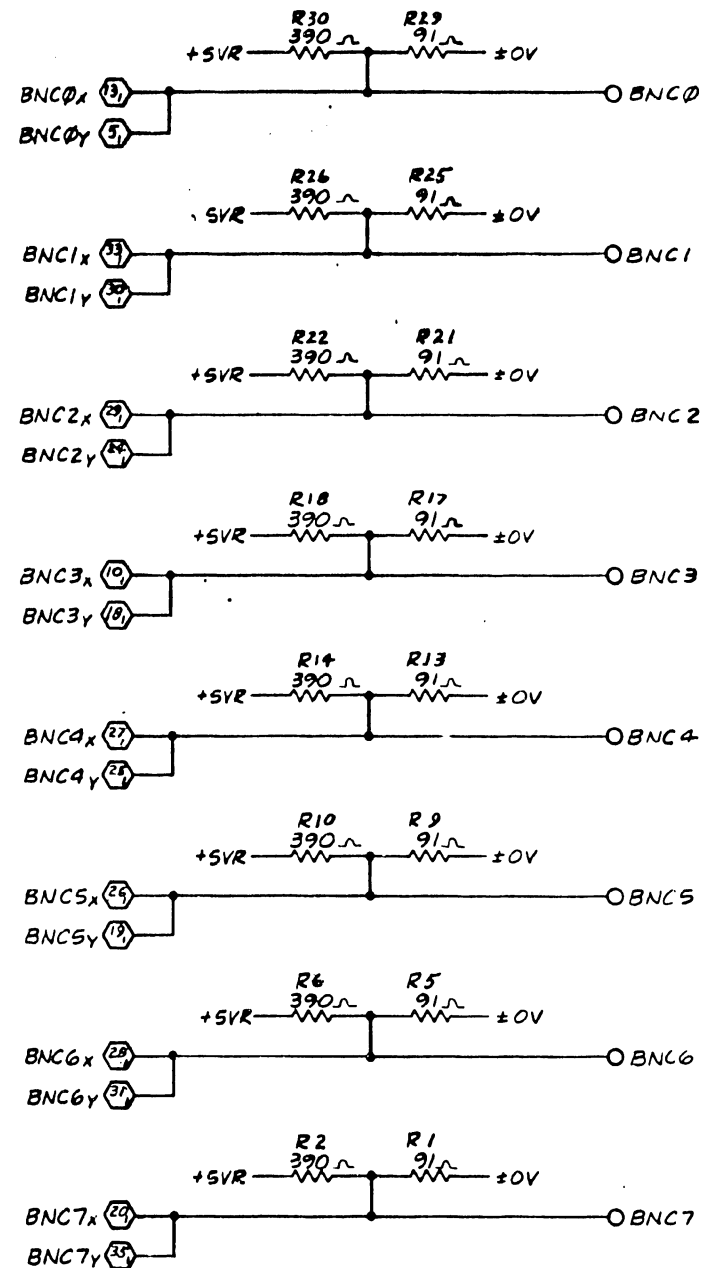 R30 R29
390 Ω 91 Ω
+5VR ±0V
BNCØX 13, BNCØ
BNCØY 5,
R26 R25
390 Ω 91 Ω
5VR ±0V
BNC1X 33, BNC1
BNC1Y 30,
R22 R21
390 Ω 91 Ω
+5VR ±0V
BNC2X 29, BNC2
BNC2Y
R18 R17
390 Ω 91 Ω
+5VR ±0V
BNC3X 10, BNC3
BNC3Y 18,
R14 R13
390 Ω 91 Ω
+5VR ±0V
BNC4X 27, BNC4
BNC4Y
R10 R9
390 Ω 91 Ω
+5VR ±0V
BNC5X BNC5
BNC5Y 19,
R6 R5
390 Ω 91 Ω
+5VR ±0V
BNC6X BNC6
BNC6Y
R2 R1
390 Ω 91 Ω
+5VR ±0V
BNC7X 20, BNC7
BNC7Y 35,